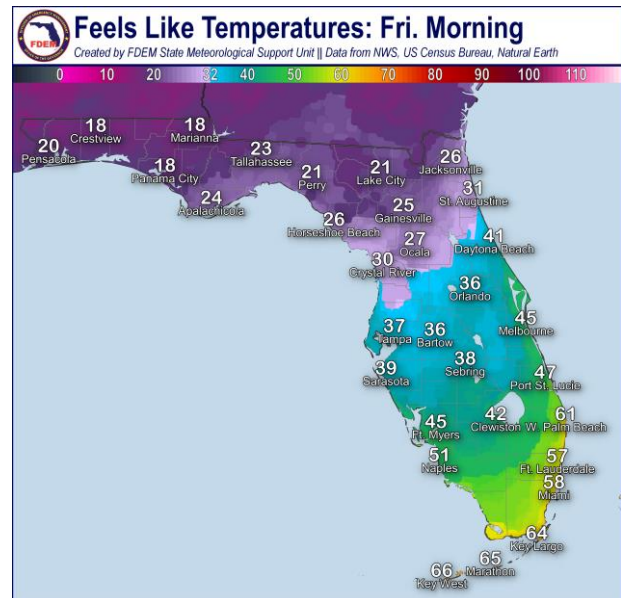 Feels Like Temperatures: Fri. Morning
Created by FDEM State Meteorological Support Unit || Data from NWS, US Census Bureau, Natural Earth
FDEM
0 10 20 32 40 50 60 70 80 90 100 110
18
Crestview
18
Marianna
20
Pensacola
23
Tallahassee
18
Panama City
21
Perry
21
Lake City
26
Jacksonville
24
Apalachicola
31
St. Augustine
25
Gainesville
26
Horseshoe Beach
27
Ocala
41
Daytona Beach
30
Crystal River
36
Orlando
37
Tampa
36
Bartow
45
Melbourne
38
Sebring
39
Sarasota
47
Port St. Lucie
45
Ft. Myers
42
Clewiston
61
W. Palm Beach
51
Naples
57
Ft. Lauderdale
58
Miami
64
Key Largo
65
Marathon
66
Key West